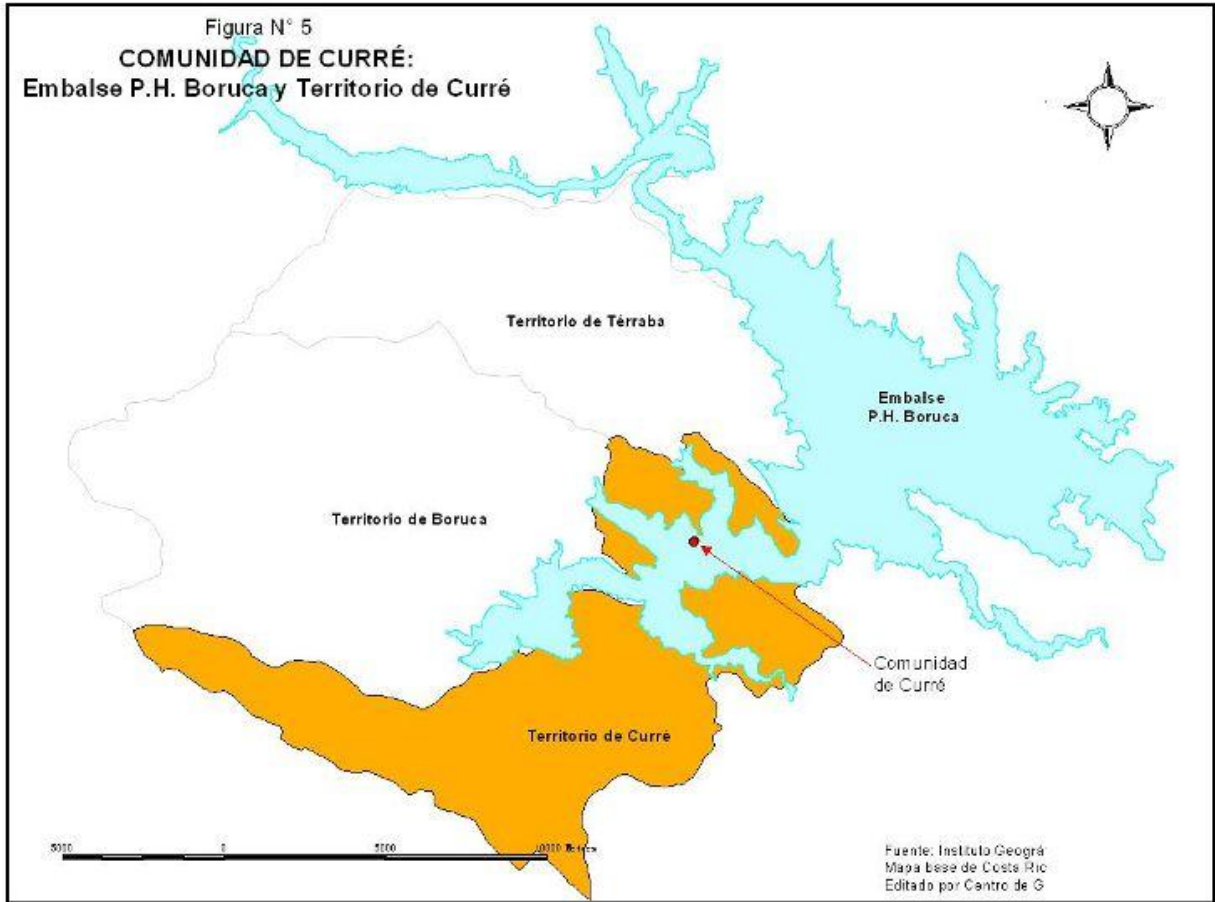 Figura N° 5
COMUNIDAD DE CURRÉ:
Embalse P.H. Boruca y Territorio de Curré
Territorio de Térraba
Embalse
P.H. Boruca
Territorio de Boruca
Comunidad
de Curré
Territorio de Curré
5000 0 5000 10000
Fuente: Instituto Geográ
Mapa base de Costa Ric
Editado por Centro de G